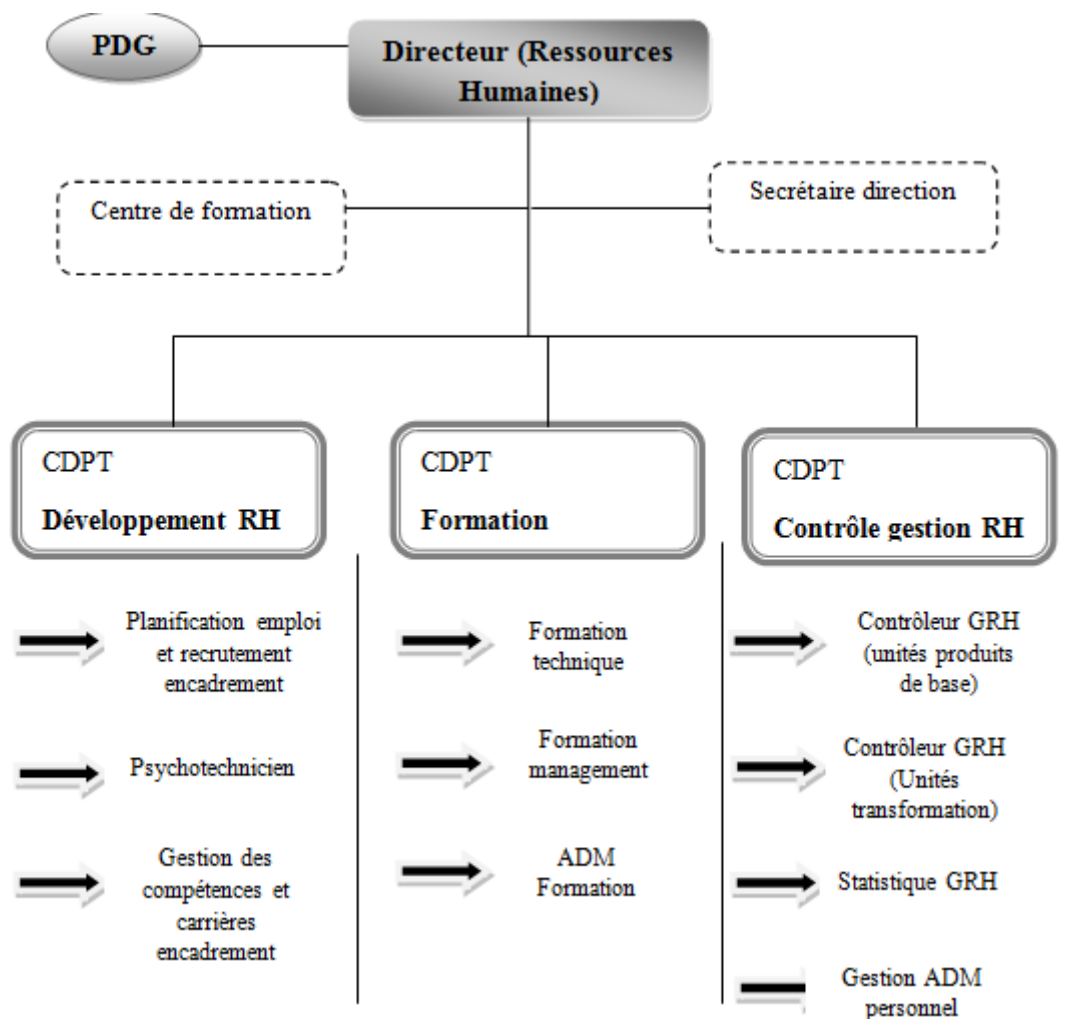 PDG
Directeur (Ressources
Humaines)
Centre de formation
Secrétaire direction
CDPT
Développement RH
CDPT
Formation
CDPT
Contrôle gestion RH
Planification emploi
et recrutement
encadrement
Psychotechnicien
Gestion des
compétences et
carrières
encadrement
Formation
technique
Formation
management
ADM
Formation
Contrôleur GRH
(unités produits
de base)
Contrôleur GRH
(Unités
transformation)
Statistique GRH
Gestion ADM
personnel